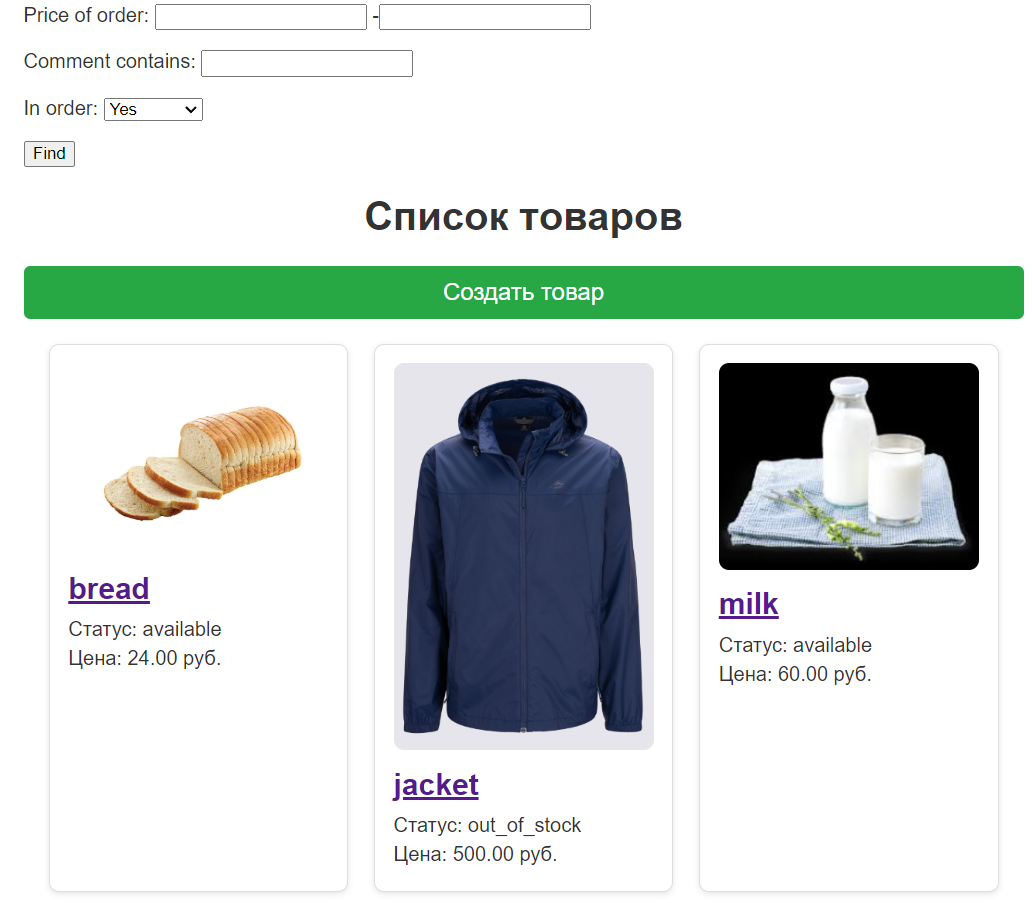 Price of order: -
Comment contains:
In order: Yes
Find
Список товаров
Создать товар
bread
Статус: available
Цена: 24.00 руб.
jacket
Статус: out_of_stock
Цена: 500.00 руб.
milk
Статус: available
Цена: 60.00 руб.